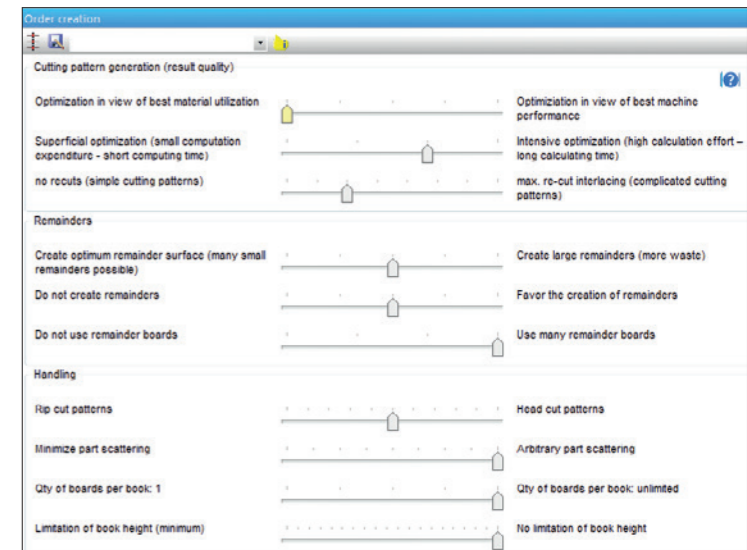 Order creation
Cutting pattern generation (result quality)
Optimization in view of best material utilization
Optimiziation in view of best machine
performance
Superficial optimization (small computation
expenditure - short computing time)
Intensive optimization (high calculation effort –
long calculating time)
no recuts (simple cutting patterns)
max. re-cut interlacing (complicated cutting
patterns)
Remainders
Create optimum remainder surface (many small
remainders possible)
Create large remainders (more waste)
Do not create remainders
Favor the creation of remainders
Do not use remainder boards
Use many remainder boards
Handling
Rip cut patterns
Head cut patterns
Minimize part scattering
Arbitrary part scattering
Qty of boards per book: 1
Qty of boards per book: unlimited
Limitation of book height (minimum)
No limitation of book height